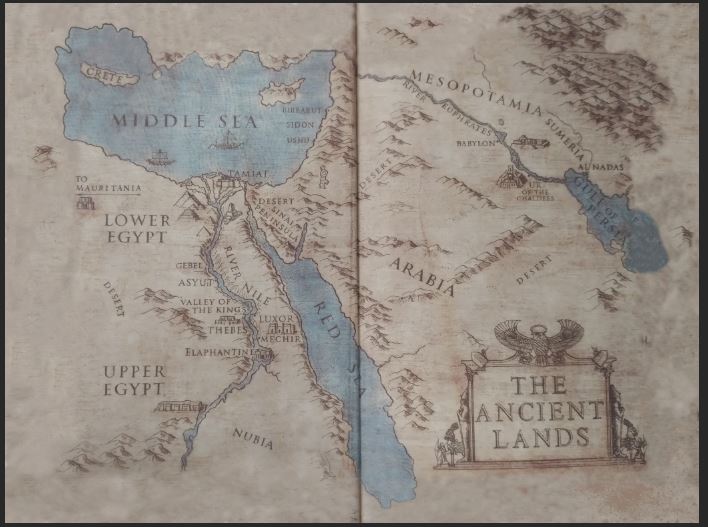 CRETE
MIDDLE SEA
SIDON
USHU
TAMIAT
TO
MAURITANIA
LOWER
EGYPT
DESERT
SINAI
PENINSULA
GEBEL
ASYUT
RIVER NILE
DESERT
VALLEY OF
THE KINGS
THEBES
LUXOR
MECHIR
ELAPHANTINE
UPPER
EGYPT
NUBIA
RED SEA
MESOPOTAMIA
RIVER EUPHRATES
SUMERIA
BABYLON
UR
OF THE
CHALDEES
AL NADAS
GULF OF
PERSIA
DESERT
ARABIA
DESERT
THE
ANCIENT
LANDS